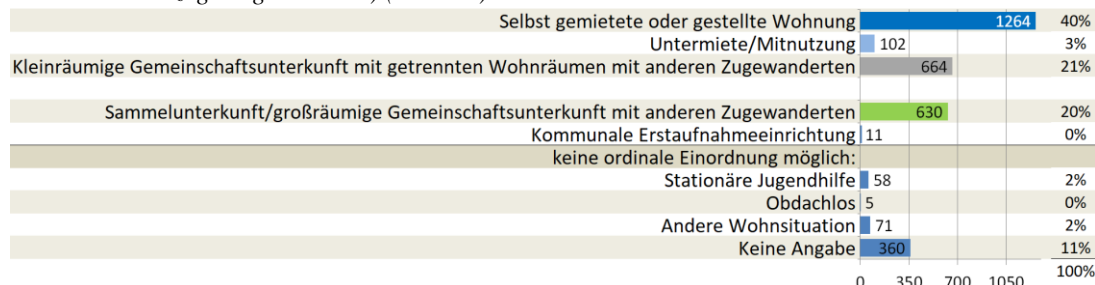 Selbst gemietete oder gestellte Wohnung 1264 40%
Untermiete/Mitnutzung 102 3%
Kleinräumige Gemeinschaftsunterkunft mit getrennten Wohnräumen mit anderen Zugewanderten 664 21%
Sammelunterkunft/großräumige Gemeinschaftsunterkunft mit anderen Zugewanderten 630 20%
Kommunale Erstaufnahmeeinrichtung 11 0%
keine ordinale Einordnung möglich:
Stationäre Jugendhilfe 58 2%
Obdachlos 5 0%
Andere Wohnsituation 71 2%
Keine Angabe 360 11%
100%
0 350 700 1050